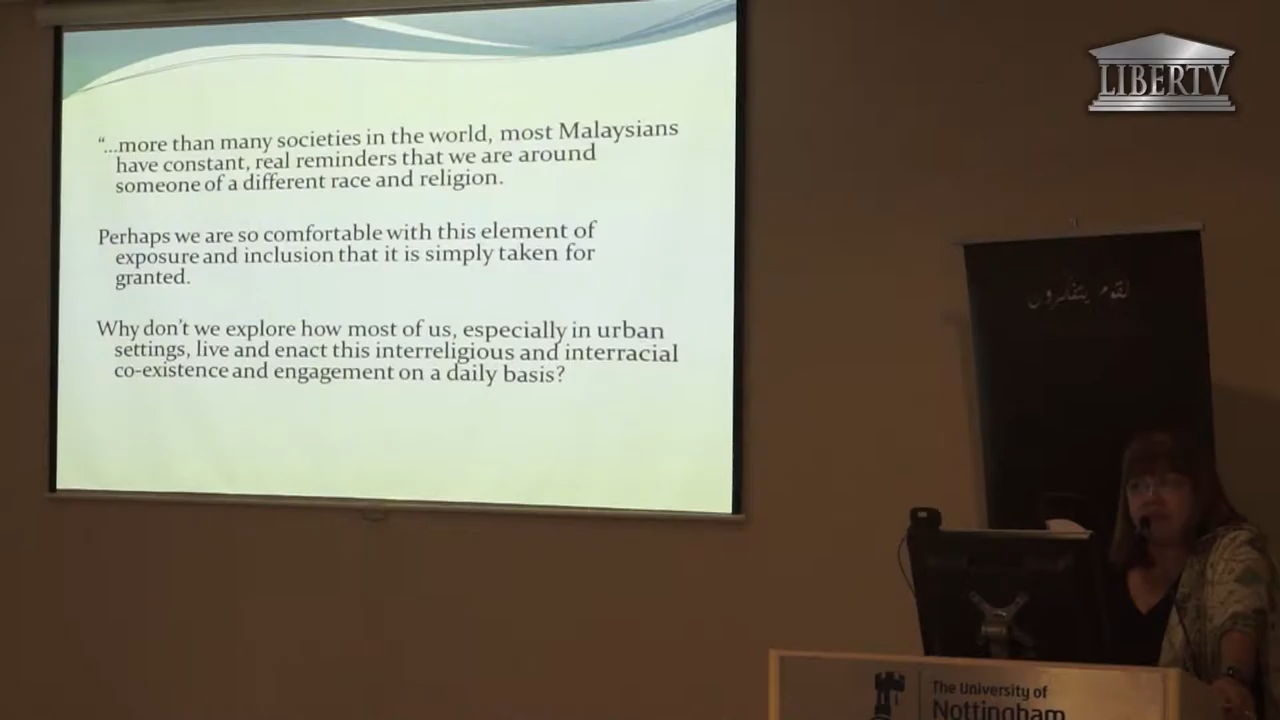 LIBERTV
“...more than many societies in the world, most Malaysians
have constant, real reminders that we are around
someone of a different race and religion.
Perhaps we are so comfortable with this element of
exposure and inclusion that it is simply taken for
granted.
Why don't we explore how most of us, especially in urban
settings, live and enact this interreligious and interracial
co-existence and engagement on a daily basis?
لقوم يتفكرون
The University of
Nottingham